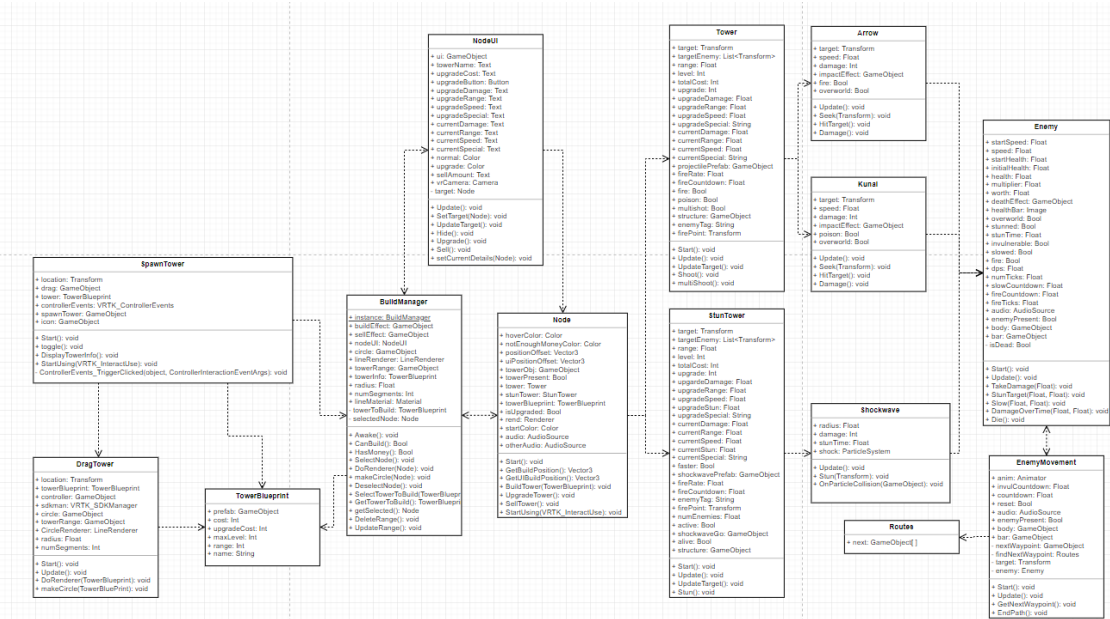 NodeUI
+ ui: GameObject
+ towerName: Text
+ upgradeCost: Text
+ upgradeButton: Button
+ upgradeDamage: Text
+ upgradeRange: Text
+ upgradeSpeed: Text
+ upgradeSpecial: Text
+ currentDamage: Text
+ currentRange: Text
+ currentSpeed: Text
+ currentSpecial: Text
+ normal: Color
+ upgrade: Color
+ sellAmount: Text
+ vrCamera: Camera
- target: Node
+ Update(): void
+ SetTarget(Node): void
+ UpdateTarget(): void
+ Hide(): void
+ Upgrade(): void
+ Sell(): void
+ setCurrentDetails(Node): void
SpawnTower
+ location: Transform
+ drag: GameObject
+ tower: TowerBlueprint
+ controllerEvents: VRTK_ControllerEvents
+ spawnTower: GameObject
+ icon: GameObject
+ Start(): void
+ toggle(): void
+ DisplayTowerInfo(): void
+ StartUsing(VRTK_InteractUse): void
- ControllerEvents_TriggerClicked(object, ControllerInteractionEventArgs): void
DragTower
+ location: Transform
+ towerBlueprint: TowerBlueprint
+ controller: GameObject
+ sdkman: VRTK_SDKManager
+ circle: GameObject
+ towerRange: GameObject
+ CircleRenderer: LineRenderer
+ radius: Float
+ numSegments: Int
+ Start(): void
+ Update(): void
+ DoRenderer(TowerBlueprint): void
+ makeCircle(TowerBluePrint): void
TowerBlueprint
+ prefab: GameObject
+ cost: Int
+ upgradeCost: Int
+ maxLevel: Int
+ range: Int
+ name: String
BuildManager
+ instance: BuildManager
+ buildEffect: GameObject
+ sellEffect: GameObject
+ nodeUI: NodeUI
+ circle: GameObject
+ lineRenderer: LineRenderer
+ towerRange: GameObject
+ towerInfo: TowerBlueprint
+ radius: Float
+ numSegments: Int
+ lineMaterial: Material
- towerToBuild: TowerBlueprint
- selectedNode: Node
+ Awake(): void
+ CanBuild(): Bool
+ HasMoney(): Bool
+ SelectNode(): void
+ DoRenderer(Node): void
+ makeCircle(Node): void
+ DeselectNode(): void
+ SelectTowerToBuild(TowerBluepr
+ GetTowerToBuild(): TowerBlueprint
+ getSelected(): Node
+ DeleteRange(): void
+ UpdateRange(): void
Node
+ hoverColor: Color
+ notEnoughMoneyColor: Color
+ positionOffset: Vector3
+ uiPositionOffset: Vector3
+ towerObj: GameObject
+ towerPresent: Bool
+ tower: Tower
+ stunTower: StunTower
+ towerBlueprint: TowerBlueprint
+ isUpgraded: Bool
+ rend: Renderer
+ startColor: Color
+ audio: AudioSource
+ otherAudio: AudioSource
+ Start(): void
+ GetBuildPosition(): Vector3
+ GetUIBuildPosition(): Vector3
+ BuildTower(TowerBlueprint): void
+ UpgradeTower(): void
+ SellTower(): void
+ StartUsing(VRTK_InteractUse): void
Tower
+ target: Transform
+ targetEnemy: List<Transform>
+ range: Float
+ level: Int
+ totalCost: Int
+ upgrade: Int
+ upgradeDamage: Float
+ upgradeRange: Float
+ upgradeSpeed: Float
+ upgradeSpecial: String
+ currentDamage: Float
+ currentRange: Float
+ currentSpeed: Float
+ currentSpecial: String
+ projectilePrefab: GameObject
+ fireRate: Float
+ fireCountdown: Float
+ fire: Bool
+ poison: Bool
+ multishot: Bool
+ structure: GameObject
+ enemyTag: String
+ firePoint: Transform
+ Start(): void
+ Update(): void
+ UpdateTarget(): void
+ Shoot(): void
+ multiShoot(): void
StunTower
+ target: Transform
+ targetEnemy: List<Transform>
+ range: Float
+ level: Int
+ totalCost: Int
+ upgrade: Int
+ upgardeDamage: Float
+ upgradeRange: Float
+ upgradeSpeed: Float
+ upgradeStun: Float
+ upgradeSpecial: String
+ currentDamage: Float
+ currentRange: Float
+ currentSpeed: Float
+ currentStun: Float
+ currentSpecial: String
+ faster: Bool
+ shockwavePrefab: GameObject
+ fireRate: Float
+ fireCountdown: Float
+ enemyTag: String
+ firePoint: Transform
+ numEnemies: Float
+ active: Bool
+ shockwaveGo: GameObject
+ alive: Bool
+ structure: GameObject
+ Start(): void
+ Update(): void
+ UpdateTarget(): void
+ Stun(): void
Arrow
+ target: Transform
+ speed: Float
+ damage: Int
+ impactEffect: GameObject
+ fire: Bool
+ overworld: Bool
+ Update(): void
+ Seek(Transform): void
+ HitTarget(): void
+ Damage(): void
Kunai
+ target: Transform
+ speed: Float
+ damage: Int
+ impactEffect: GameObject
+ poison: Bool
+ overworld: Bool
+ Update(): void
+ Seek(Transform): void
+ HitTarget(): void
+ Damage(): void
Shockwave
+ radius: Float
+ damage: Int
+ stunTime: Float
+ shock: ParticleSystem
+ Update(): void
+ Stun(Transform): void
+ OnParticleCollision(GameObject): void
Routes
+ next: GameObject[ ]
Enemy
+ startSpeed: Float
+ speed: Float
+ startHealth: Float
+ initialHealth: Float
+ health: Float
+ multiplier: Float
+ worth: Float
+ deathEffect: GameObject
+ healthBar: Image
+ overworld: Bool
+ stunned: Bool
+ stunTime: Float
+ invulnerable: Bool
+ slowed: Bool
+ fire: Bool
+ dps: Float
+ numTicks: Float
+ slowCountdown: Float
+ fireCountdown: Float
+ fireTicks: Float
+ audio: AudioSource
+ enemyPresent: Bool
+ body: GameObject
+ bar: GameObject
- isDead: Bool
+ Start(): void
+ Update(): void
+ TakeDamage(Float): void
+ StunTarget(Float, Float): void
+ Slow(Float, Float): void
+ DamageOverTime(Float, Float): void
+ Die(): void
EnemyMovement
+ anim: Animator
+ invulCountdown: Float
+ countdown: Float
+ reset: Bool
+ audio: AudioSource
+ enemyPresent: Bool
+ body: GameObject
+ bar: GameObject
- nextWaypoint: GameObject
- findNextWaypoint: Routes
- target: Transform
- enemy: Enemy
+ Start(): void
+ Update(): void
+ GetNextWaypoint(): void
+ EndPath(): void